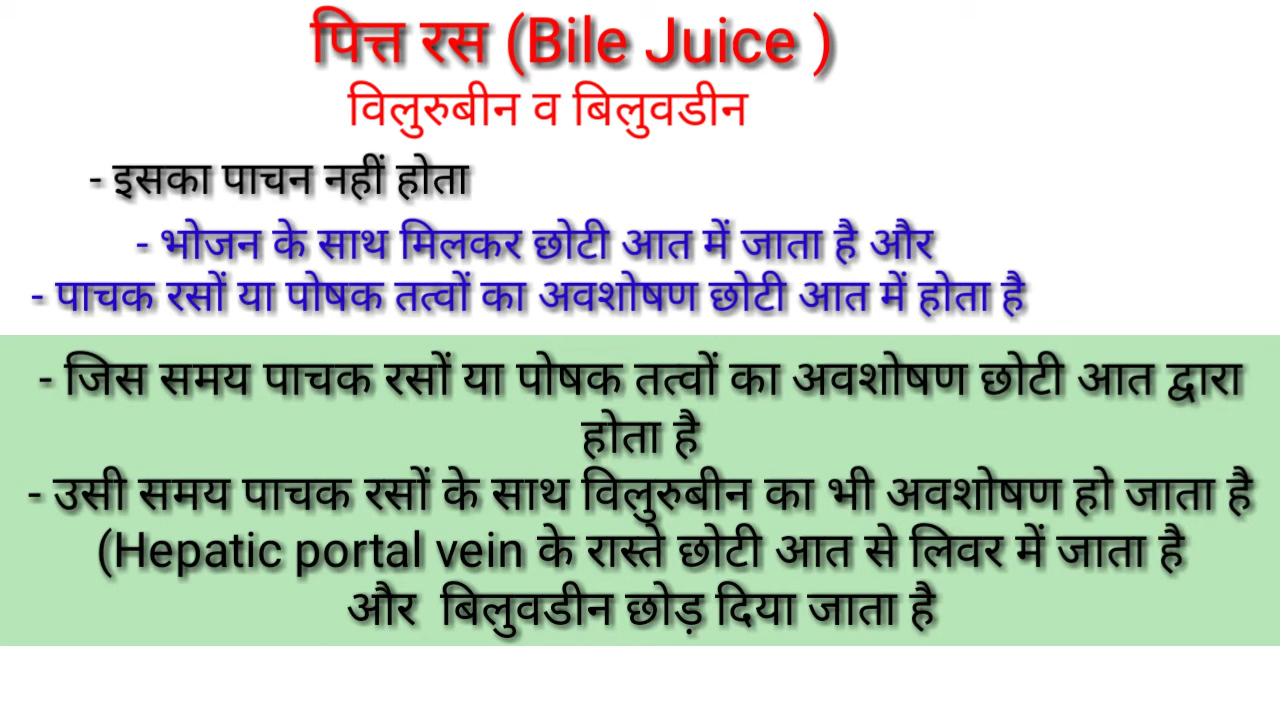 पित्त रस (Bile Juice )
विलुरुबीन व बिलुवडीन
- इसका पाचन नहीं होता
- भोजन के साथ मिलकर छोटी आत में जाता है और
- पाचक रसों या पोषक तत्वों का अवशोषण छोटी आत में होता है
- जिस समय पाचक रसों या पोषक तत्वों का अवशोषण छोटी आत द्वारा
होता है
- उसी समय पाचक रसों के साथ विलुरुबीन का भी अवशोषण हो जाता है
(Hepatic portal vein के रास्ते छोटी आत से लिवर में जाता है
और बिलुवडीन छोड़ दिया जाता है